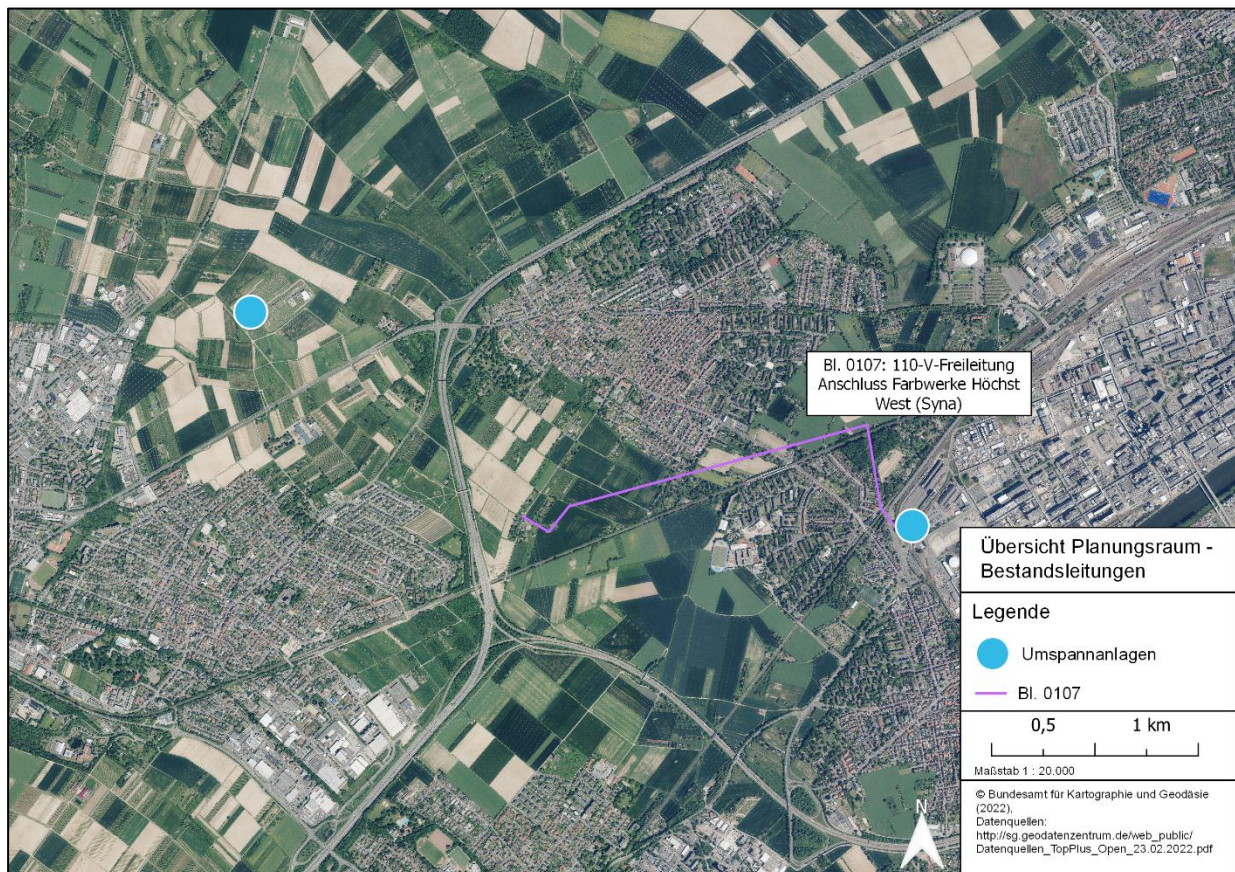 Bl. 0107: 110-V-Freileitung
Anschluss Farbwerke Höchst
West (Syna)
Übersicht Planungsraum -
Bestandsleitungen
Legende
Umspannanlagen
Bl. 0107
0,5 1 km
Maßstab 1 : 20.000
© Bundesamt für Kartographie und Geodäsie
(2022),
Datenquellen:
http://sg.geodatenzentrum.de/web_public/
Datenquellen_TopPlus_Open_23.02.2022.pdf
N